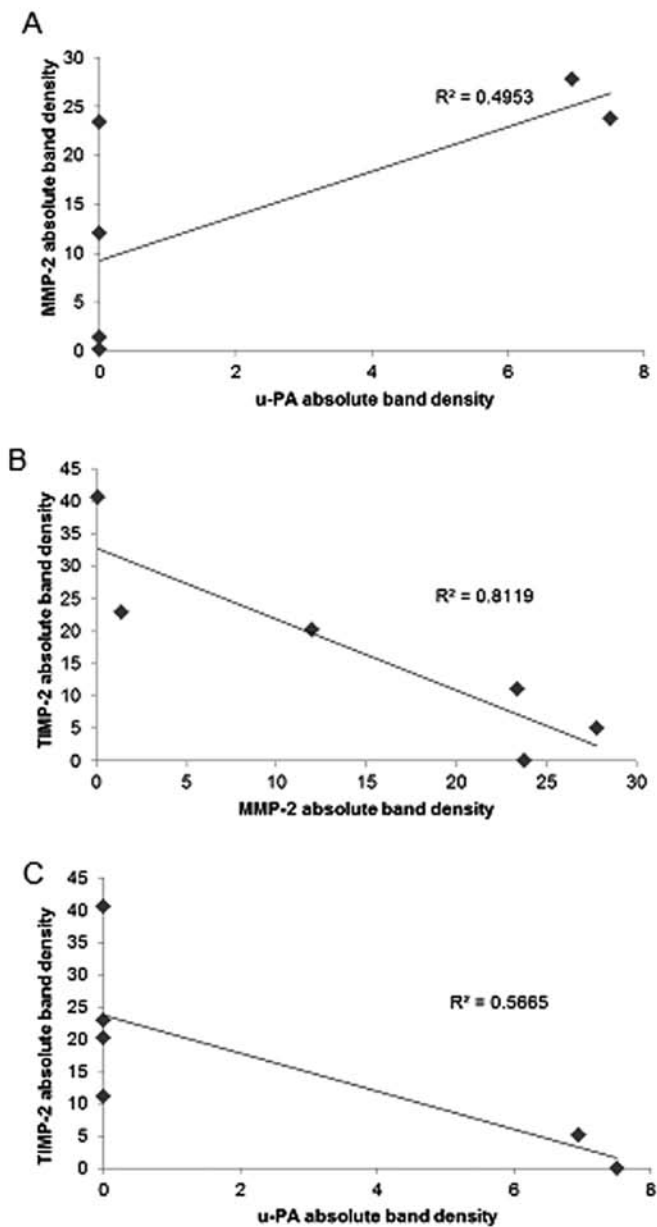 A
30
25
20
15
10
5
0
MMP-2 absolute band density
R² = 0.4953
0 2 4 6 8
u-PA absolute band density
B
45
40
35
30
25
20
15
10
5
0
TIMP-2 absolute band density
R² = 0.8119
0 5 10 15 20 25 30
MMP-2 absolute band density
C
45
40
35
30
25
20
15
10
5
0
TIMP-2 absolute band density
R² = 0.5665
0 2 4 6 8
u-PA absolute band density